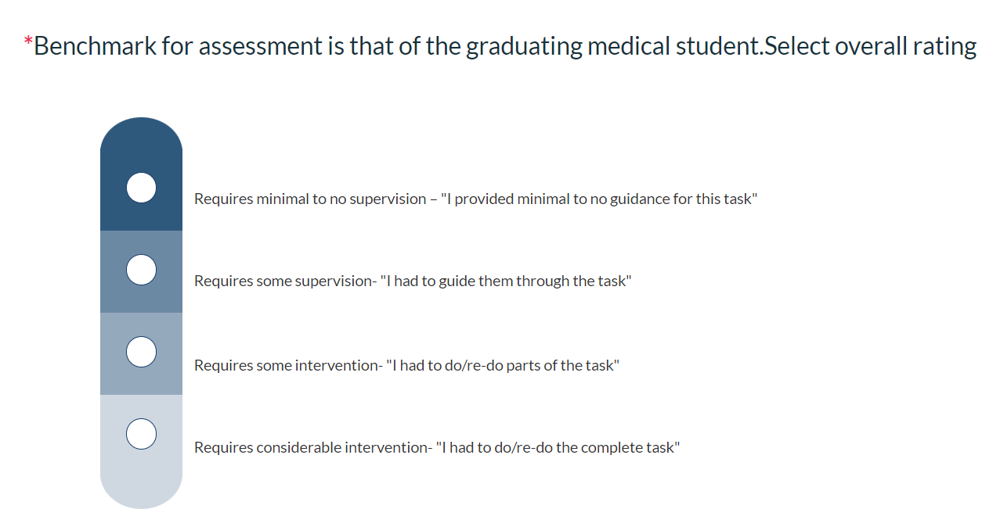 *Benchmark for assessment is that of the graduating medical student.Select overall rating
Requires minimal to no supervision – "I provided minimal to no guidance for this task"
Requires some supervision- "I had to guide them through the task"
Requires some intervention- "I had to do/re-do parts of the task"
Requires considerable intervention- "I had to do/re-do the complete task"